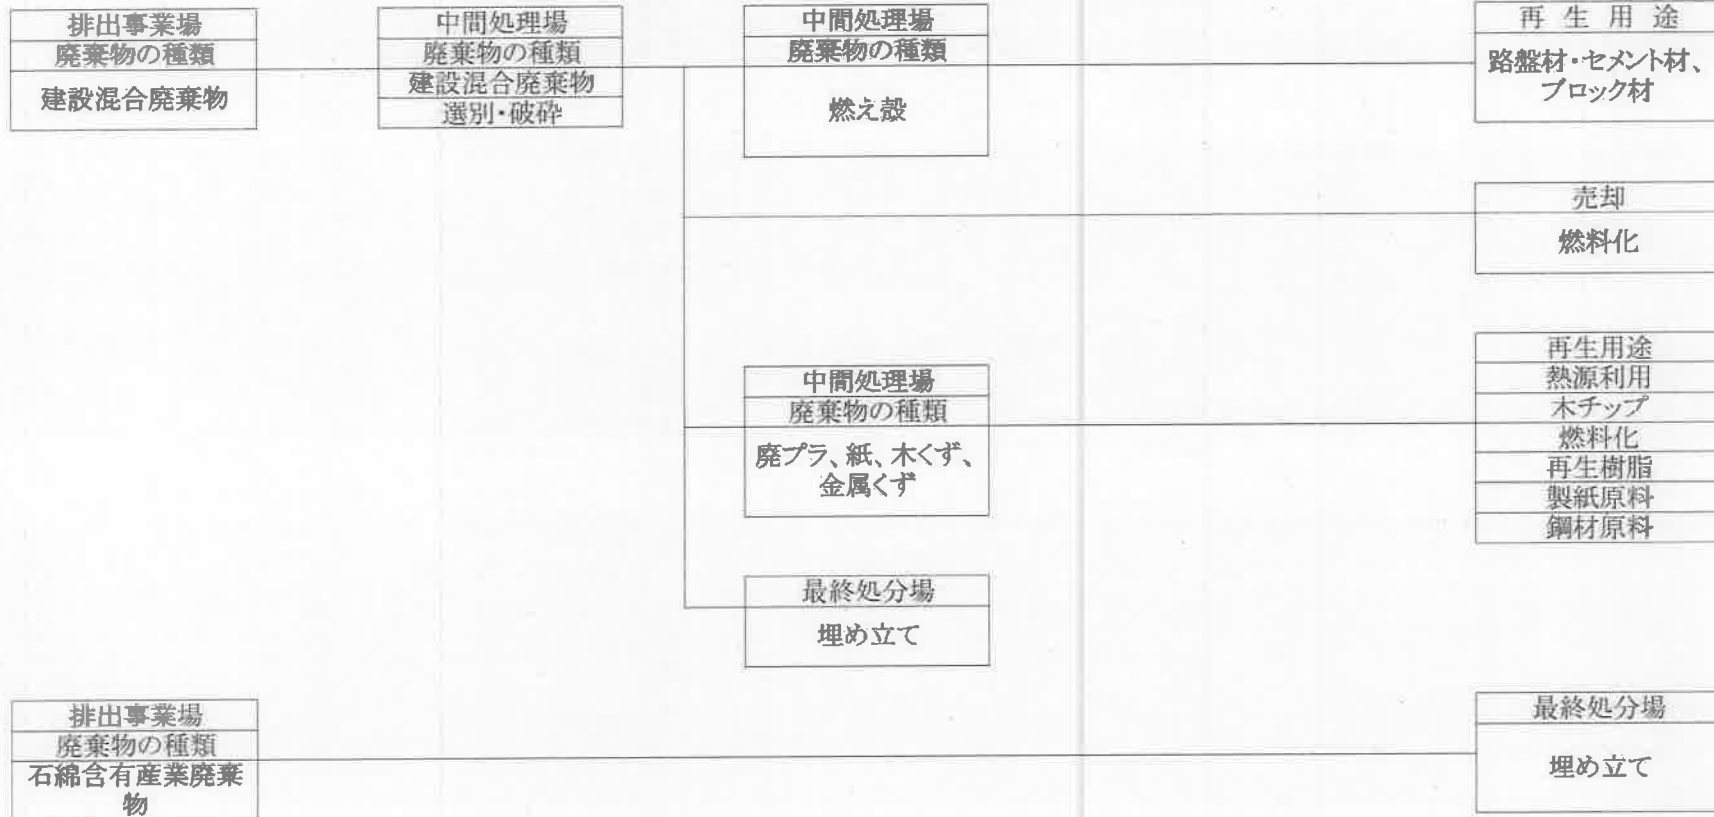 排出事業場
廃棄物の種類
建設混合廃棄物
中間処理場
廃棄物の種類
建設混合廃棄物
選別・破砕
中間処理場
廃棄物の種類
燃え殻
再生用途
路盤材・セメント材、
ブロック材
売却
燃料化
中間処理場
廃棄物の種類
廃プラ、紙、木くず、
金属くず
再生用途
熱源利用
木チップ
燃料化
再生樹脂
製紙原料
鋼材原料
最終処分場
埋め立て
排出事業場
廃棄物の種類
石綿含有産業廃棄
物
最終処分場
埋め立て